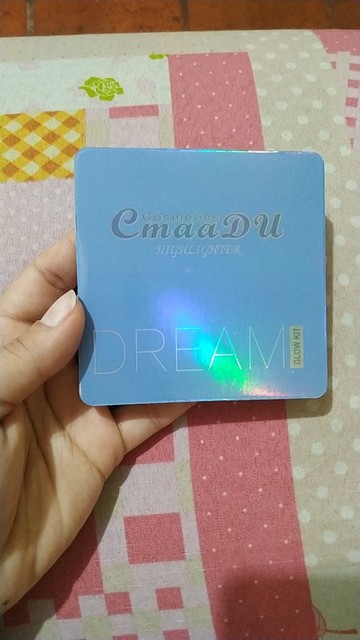 Cosmetics
CmaaDU
HIGHLIGHTER
DREAM
GLOW KIT